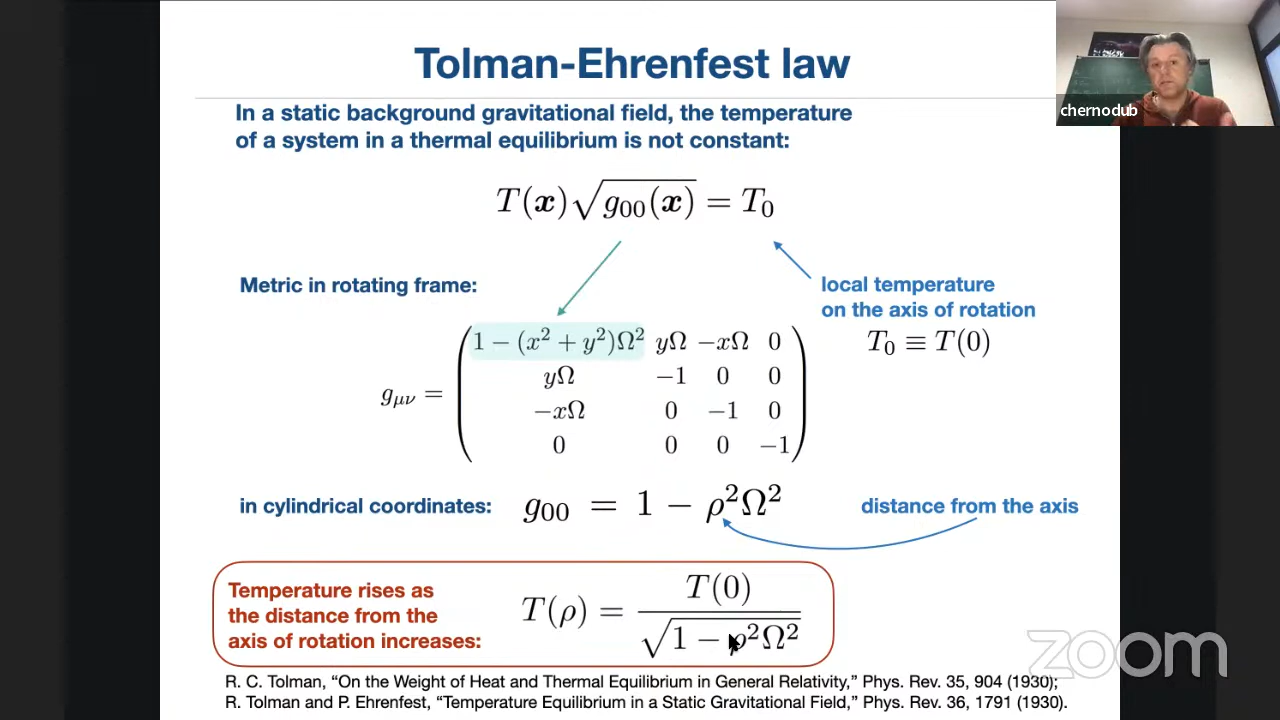 Tolman-Ehrenfest law
chernodub
In a static background gravitational field, the temperature
of a system in a thermal equilibrium is not constant:
T(x)√g₀₀(x) = T₀
Metric in rotating frame:
local temperature
on the axis of rotation
T₀ ≡ T(0)
gμν =
1 − (x² + y²)Ω² yΩ −xΩ 0
yΩ −1 0 0
−xΩ 0 −1 0
0 0 0 −1
in cylindrical coordinates: g₀₀ = 1 − ρ²Ω²
distance from the axis
Temperature rises as
the distance from the
axis of rotation increases:
T(ρ) = T(0) / √(1 − ρ²Ω²)
zoom
R. C. Tolman, “On the Weight of Heat and Thermal Equilibrium in General Relativity,” Phys. Rev. 35, 904 (1930);
R. Tolman and P. Ehrenfest, “Temperature Equilibrium in a Static Gravitational Field,” Phys. Rev. 36, 1791 (1930).